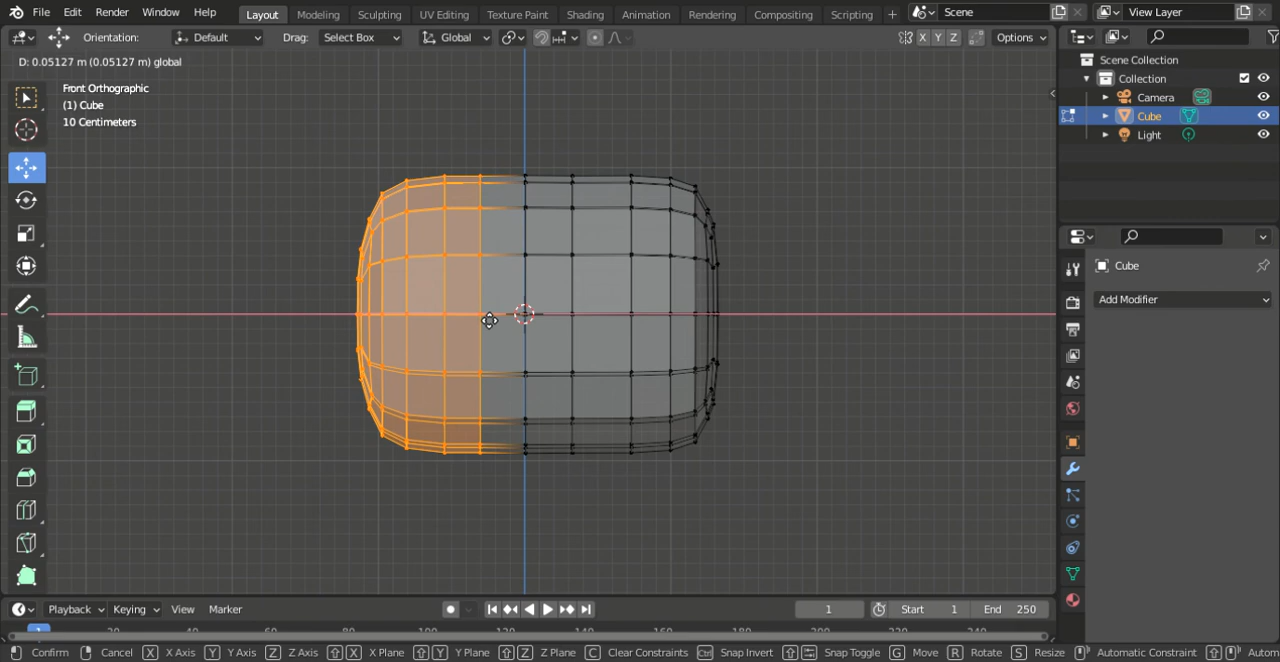 File Edit Render Window Help Layout Modeling Sculpting UV Editing Texture Paint Shading Animation Rendering Compositing Scripting + Scene View Layer
Orientation: Default Drag: Select Box Global X Y Z Options
D: 0.05127 m (0.05127 m) global
Front Orthographic
(1) Cube
10 Centimeters
Scene Collection
Collection
Camera
Cube
Light
Cube
Add Modifier
Playback Keying View Marker 1 Start 1 End 250
1
Confirm Cancel X X Axis Y Y Axis Z Z Axis X X Plane Y Y Plane Z Z Plane C Clear Constraints Ctrl Snap Invert Snap Toggle G Move R Rotate S Resize Automatic Constraint Autom